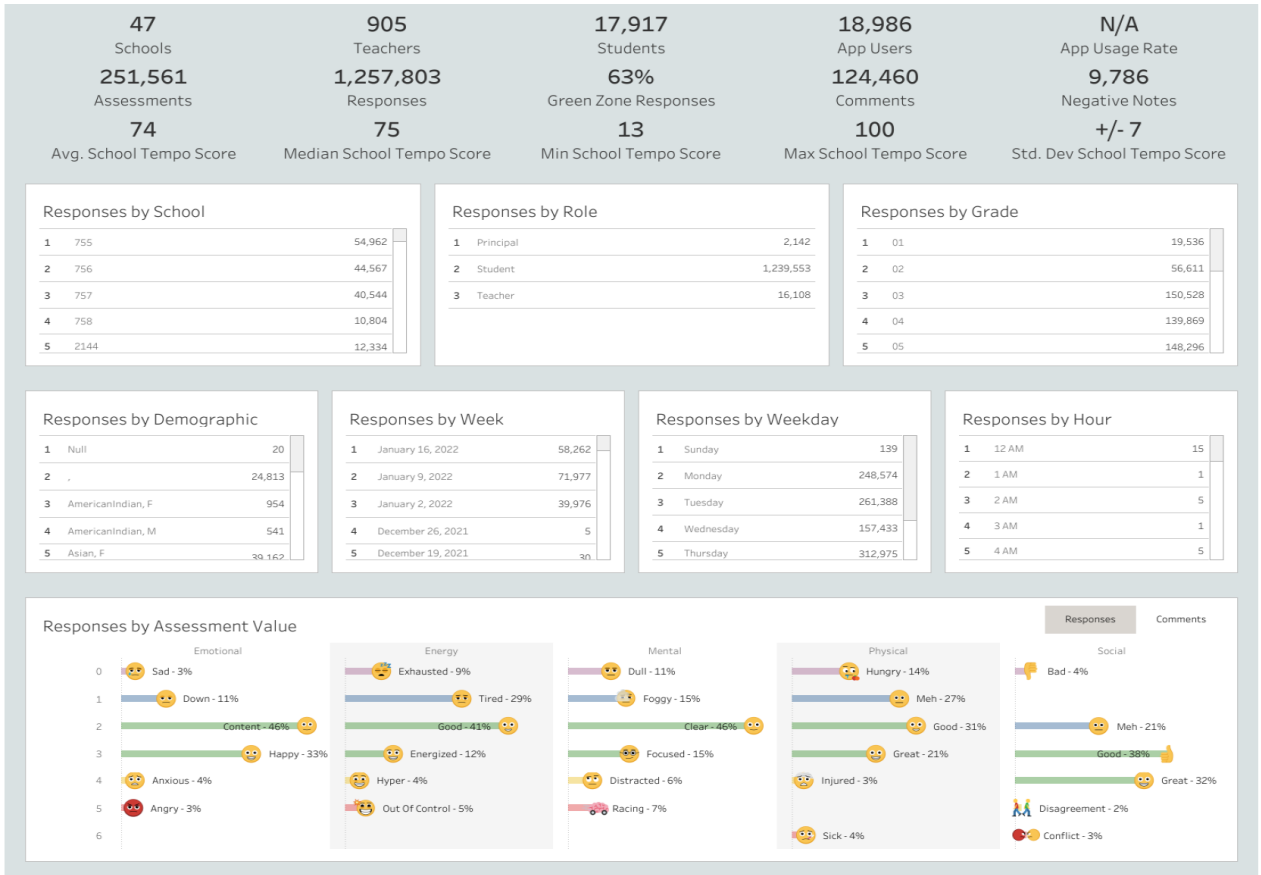 47 905 17,917 18,986 N/A
Schools Teachers Students App Users App Usage Rate
251,561 1,257,803 63% 124,460 9,786
Assessments Responses Green Zone Responses Comments Negative Notes
74 75 13 100 +/- 7
Avg. School Tempo Score Median School Tempo Score Min School Tempo Score Max School Tempo Score Std. Dev School Tempo Score
Responses by School
1 755 54,962
2 756 44,567
3 757 40,544
4 758 10,804
5 2144 12,334
Responses by Role
1 Principal 2,142
2 Student 1,239,553
3 Teacher 16,108
Responses by Grade
1 01 19,536
2 02 56,611
3 03 150,528
4 04 139,869
5 05 148,296
Responses by Demographic
1 Null 20
2 , 24,813
3 AmericanIndian, F 954
4 AmericanIndian, M 541
5 Asian, F 39,162
Responses by Week
1 January 16, 2022 58,262
2 January 9, 2022 71,977
3 January 2, 2022 39,976
4 December 26, 2021 5
5 December 19, 2021 30
Responses by Weekday
1 Sunday 139
2 Monday 248,574
3 Tuesday 261,388
4 Wednesday 157,433
5 Thursday 312,975
Responses by Hour
1 12 AM 15
2 1 AM 1
3 2 AM 5
4 3 AM 1
5 4 AM 5
Responses by Assessment Value
Responses Comments
Emotional Energy Mental Physical Social
0 Sad - 3% Exhausted - 9% Dull - 11% Hungry - 14% Bad - 4%
1 Down - 11% Tired - 29% Foggy - 15% Meh - 27% Meh - 21%
2 Content - 46% Good - 41% Clear - 46% Good - 31% Good - 38%
3 Happy - 33% Energized - 12% Focused - 15% Great - 21% Great - 32%
4 Anxious - 4% Hyper - 4% Distracted - 6% Injured - 3% Disagreement - 2%
5 Angry - 3% Out Of Control - 5% Racing - 7%
6 Sick - 4% Conflict - 3%